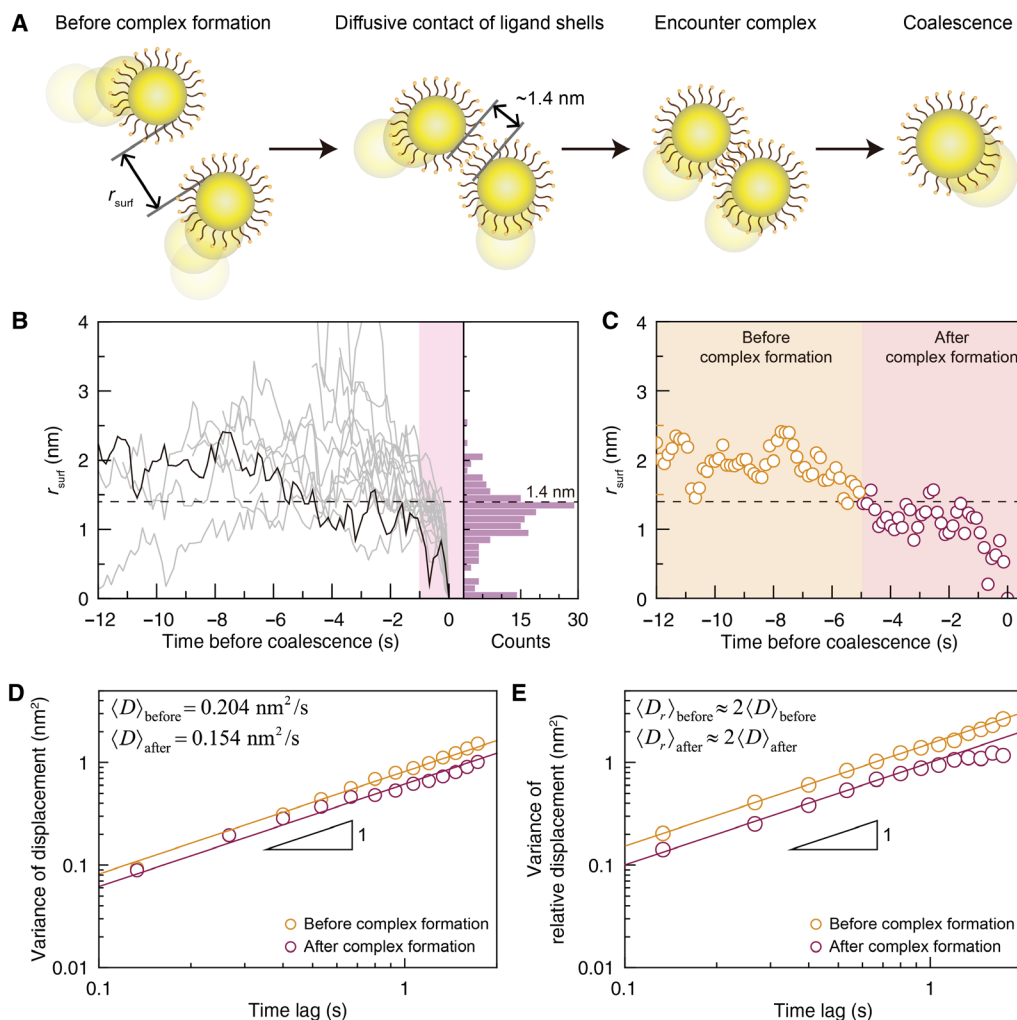 A
Before complex formation
Diffusive contact of ligand shells
Encounter complex
Coalescence
r_surf
~1.4 nm
B
r_surf (nm)
4
3
2
1
0
1.4 nm
−12 −10 −8 −6 −4 −2 0 15 30
Time before coalescence (s) Counts
C
Before
complex formation
After
complex formation
r_surf (nm)
4
3
2
1
0
−12 −10 −8 −6 −4 −2 0
Time before coalescence (s)
D
⟨D⟩before = 0.204 nm²/s
⟨D⟩after = 0.154 nm²/s
Variance of displacement (nm²)
1
0.1
0.01
1
Before complex formation
After complex formation
0.1 1
Time lag (s)
E
⟨D_r⟩before ≈ 2⟨D⟩before
⟨D_r⟩after ≈ 2⟨D⟩after
Variance of
relative displacement (nm²)
1
0.1
0.01
1
Before complex formation
After complex formation
0.1 1
Time lag (s)